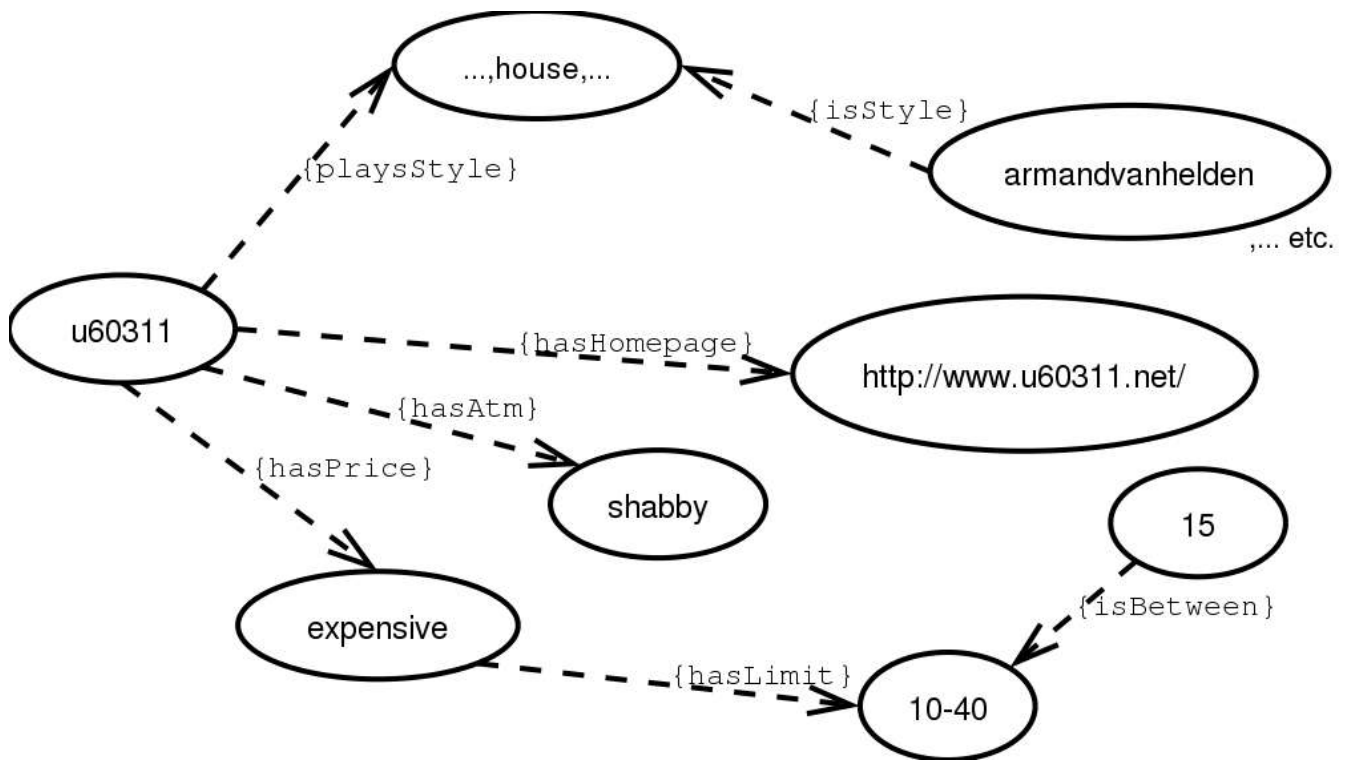 ...,house,...
{isStyle}
{playsStyle}
armandvanhelden
,... etc.
u60311
{hasHomepage}
http://www.u60311.net/
{hasAtm}
{hasPrice}
shabby
15
{isBetween}
expensive
{hasLimit}
10-40